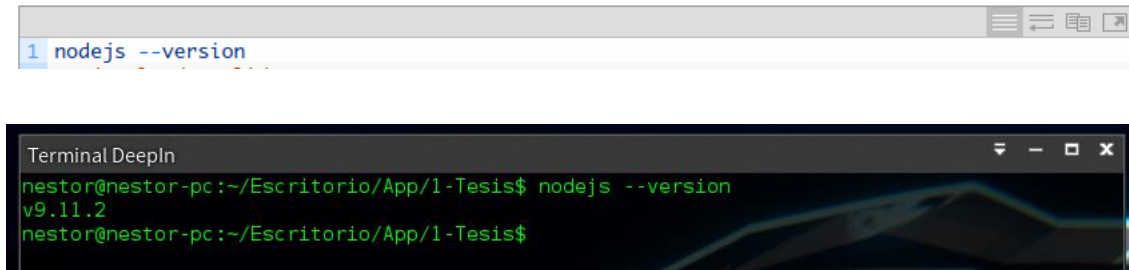 1 nodejs --version
Terminal DeepIn
nestor@nestor-pc:~/Escritorio/App/1-Tesis$ nodejs --version
v9.11.2
nestor@nestor-pc:~/Escritorio/App/1-Tesis$